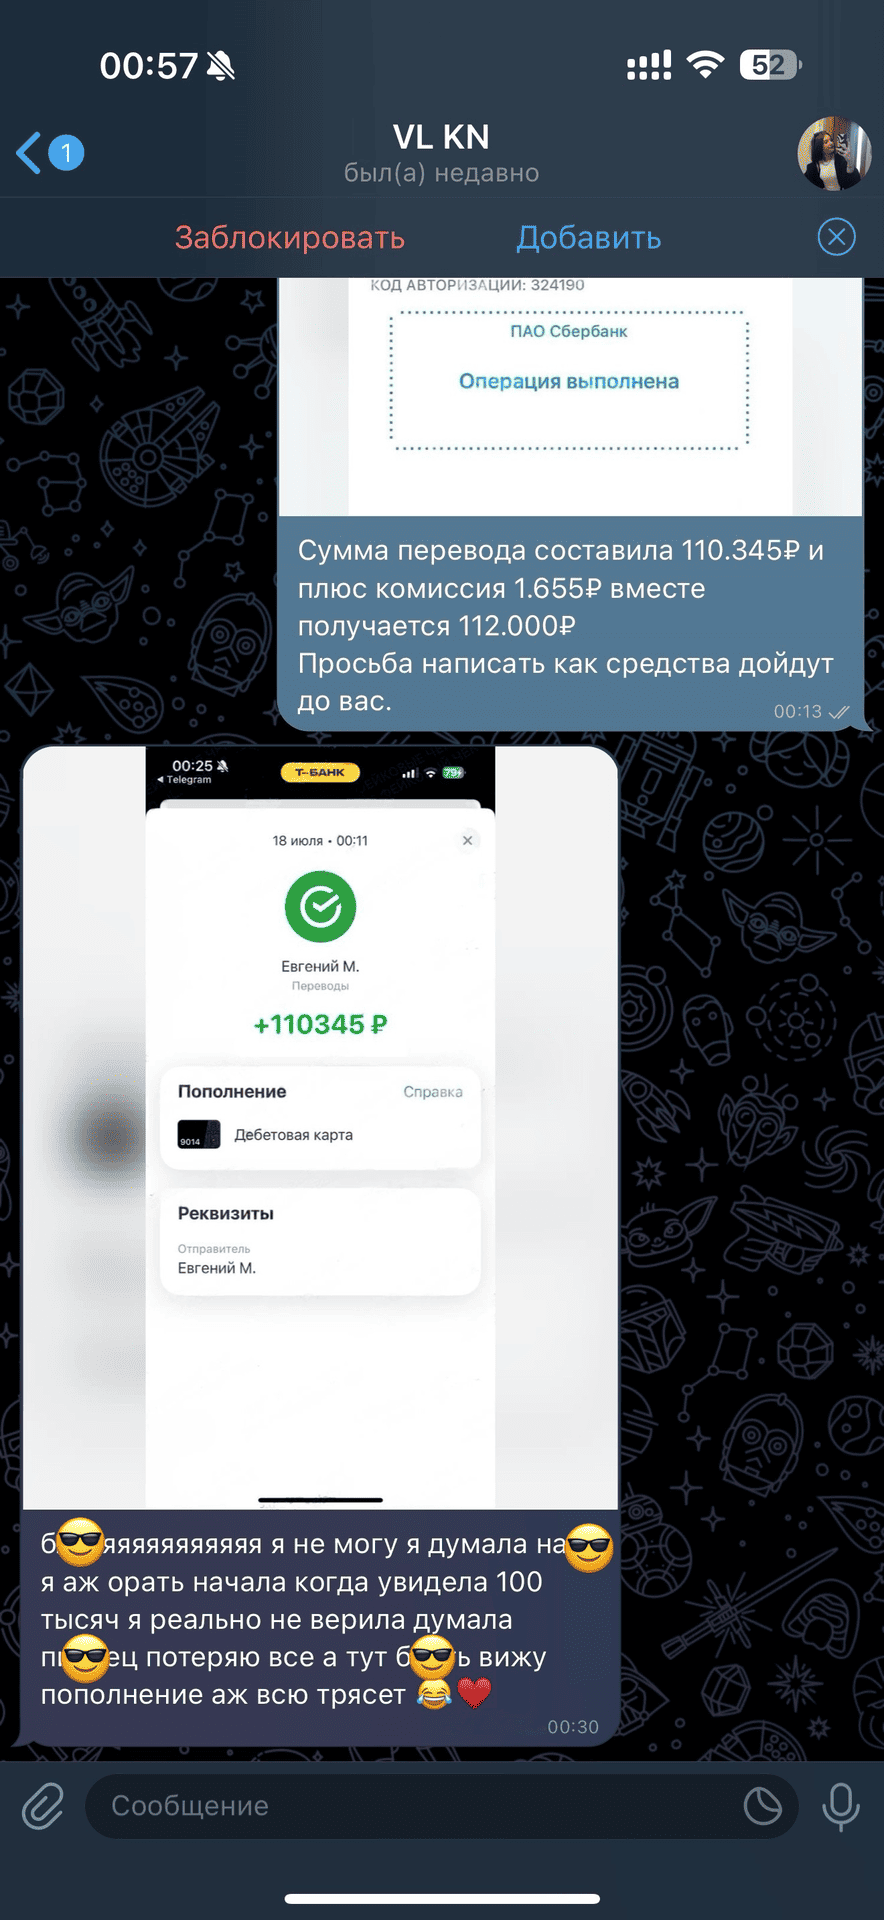 00:57
52
1
VL KN
был(а) недавно
Заблокировать
Добавить
КОД АВТОРИЗАЦИИ: 324190
ПАО Сбербанк
Операция выполнена
Сумма перевода составила 110.345₽ и
плюс комиссия 1.655₽ вместе
получается 112.000₽
Просьба написать как средства дойдут
до вас.
00:13
00:25
Telegram
Т-БАНК
79
18 июля • 00:11
Евгений М.
Переводы
+110345 ₽
Пополнение
Справка
9014
Дебетовая карта
Реквизиты
Отправитель
Евгений М.
б😎яяяяяяяяяяя я не могу я думала на😎
я аж орать начала когда увидела 100
тысяч я реально не верила думала
пи😎ец потеряю все а тут б😎ь вижу
пополнение аж всю трясет 😂❤️
00:30
Сообщение